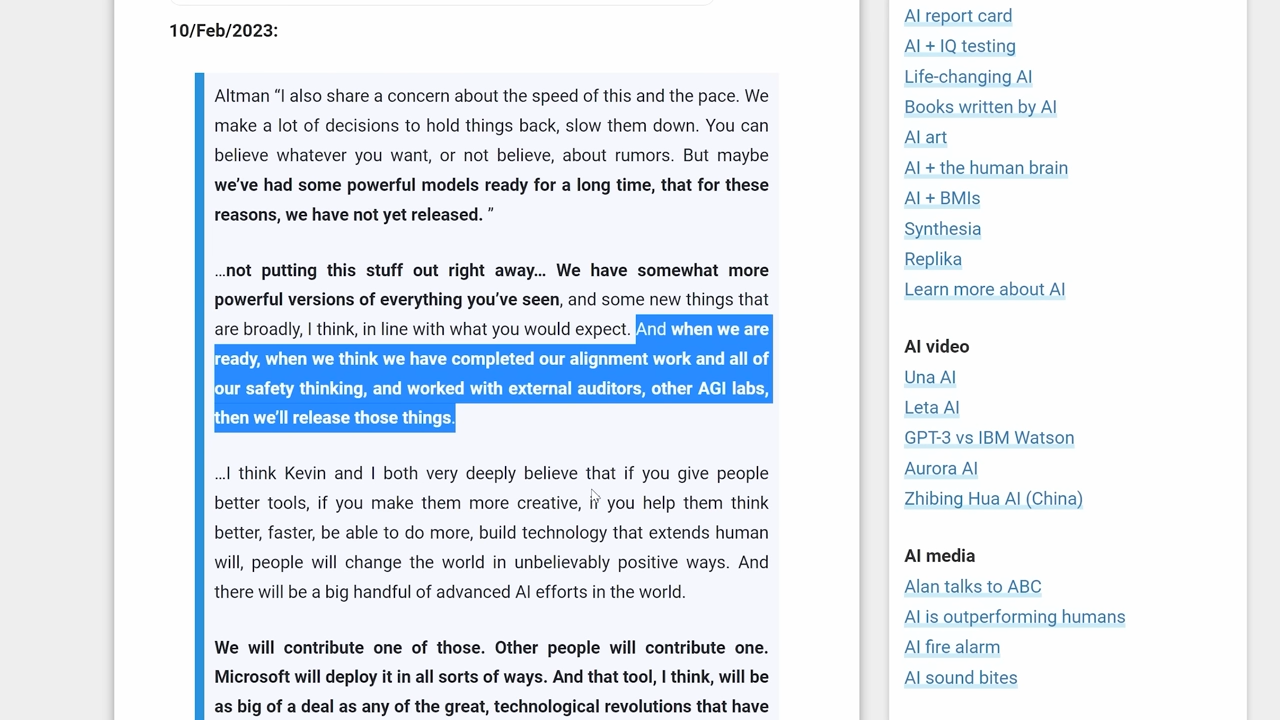 10/Feb/2023:
Altman “I also share a concern about the speed of this and the pace. We
make a lot of decisions to hold things back, slow them down. You can
believe whatever you want, or not believe, about rumors. But maybe
we’ve had some powerful models ready for a long time, that for these
reasons, we have not yet released. ”
…not putting this stuff out right away… We have somewhat more
powerful versions of everything you’ve seen, and some new things that
are broadly, I think, in line with what you would expect. And when we are
ready, when we think we have completed our alignment work and all of
our safety thinking, and worked with external auditors, other AGI labs,
then we’ll release those things.
…I think Kevin and I both very deeply believe that if you give people
better tools, if you make them more creative, if you help them think
better, faster, be able to do more, build technology that extends human
will, people will change the world in unbelievably positive ways. And
there will be a big handful of advanced AI efforts in the world.
We will contribute one of those. Other people will contribute one.
Microsoft will deploy it in all sorts of ways. And that tool, I think, will be
as big of a deal as any of the great, technological revolutions that have
AI report card
AI + IQ testing
Life-changing AI
Books written by AI
AI art
AI + the human brain
AI + BMIs
Synthesia
Replika
Learn more about AI
AI video
Una AI
Leta AI
GPT-3 vs IBM Watson
Aurora AI
Zhibing Hua AI (China)
AI media
Alan talks to ABC
AI is outperforming humans
AI fire alarm
AI sound bites